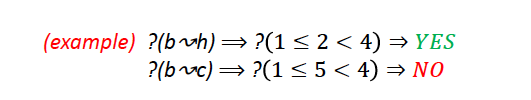 (example) ?(b⤳h) ⟹ ?(1 ≤ 2 < 4) ⇒ YES
?(b⤳c) ⟹ ?(1 ≤ 5 < 4) ⇒ NO